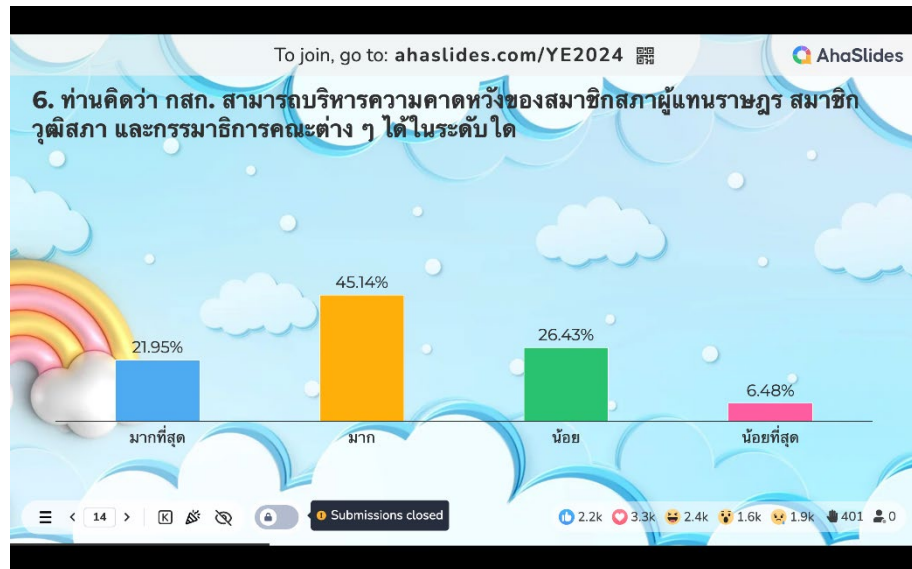 To join, go to: ahaslides.com/YE2024
AhaSlides
6. ท่านคิดว่า กสก. สามารถบริหารความคาดหวังของสมาชิกสภาผู้แทนราษฎร สมาชิก
วุฒิสภา และกรรมาธิการคณะต่าง ๆ ได้ในระดับใด
45.14%
26.43%
21.95%
6.48%
มากที่สุด มาก น้อย น้อยที่สุด
14 K Submissions closed 2.2k 3.3k 2.4k 1.6k 1.9k 401 0